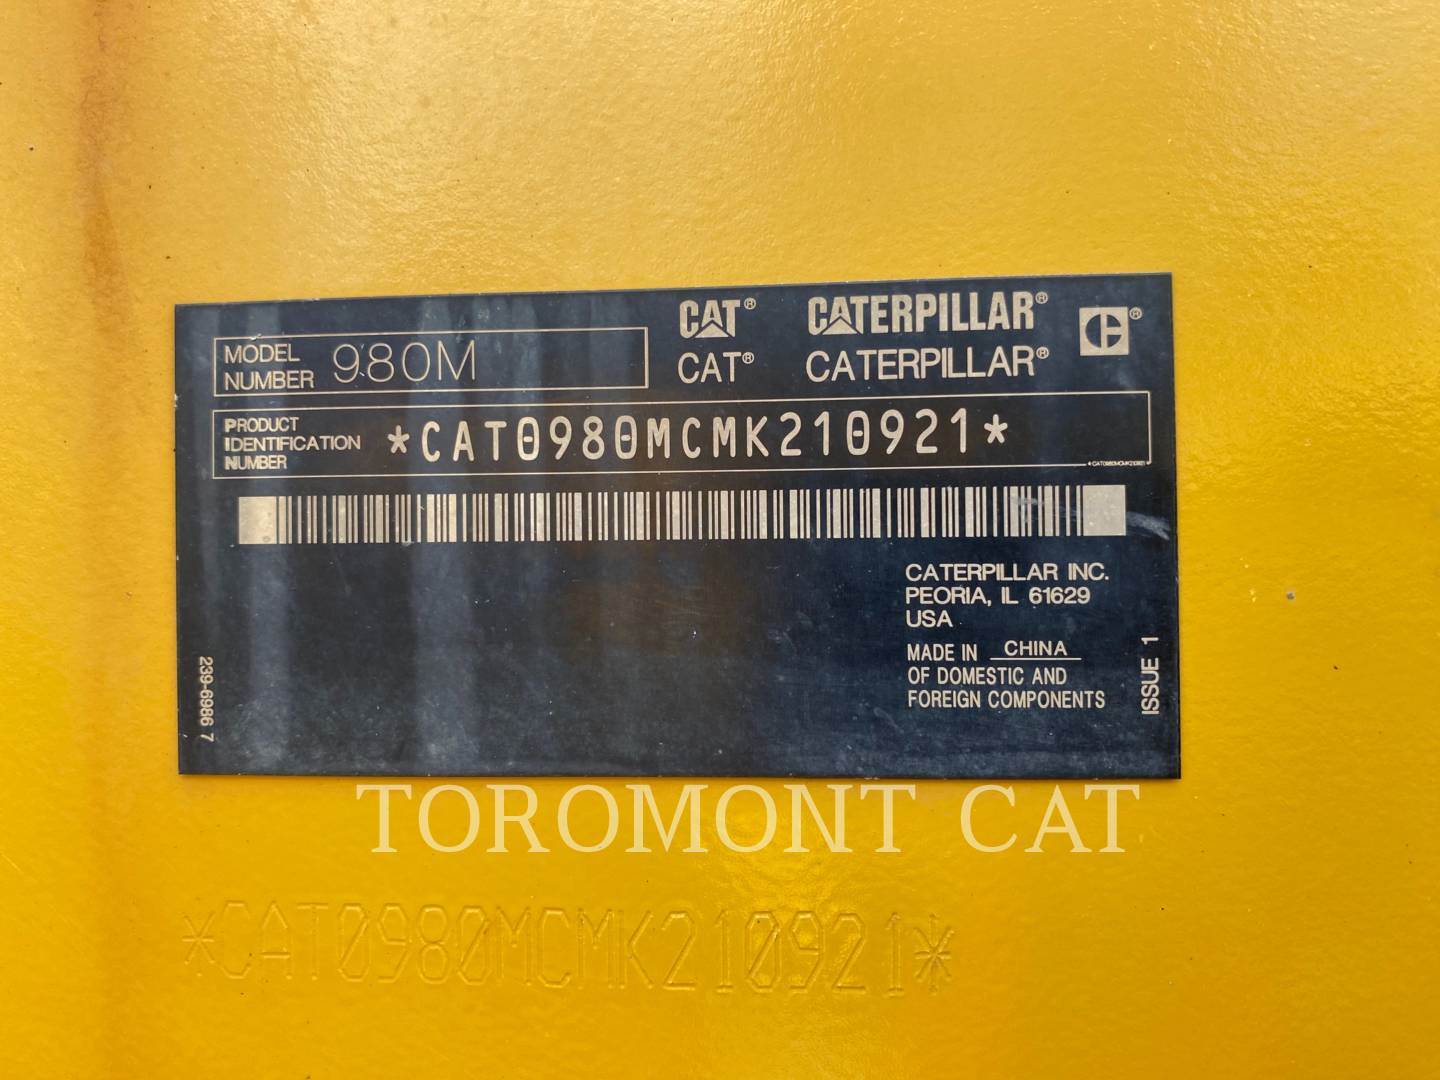 CAT® CATERPILLAR®
CAT® CATERPILLAR®
MODEL NUMBER 980M
PRODUCT IDENTIFICATION NUMBER *CAT0980MCMK210921*
*CAT0980MCMK210921*
CATERPILLAR INC.
PEORIA, IL 61629
USA
MADE IN CHINA
OF DOMESTIC AND
FOREIGN COMPONENTS
ISSUE 1
239-6986 7
TOROMONT CAT
*CAT0980MCMK210921*